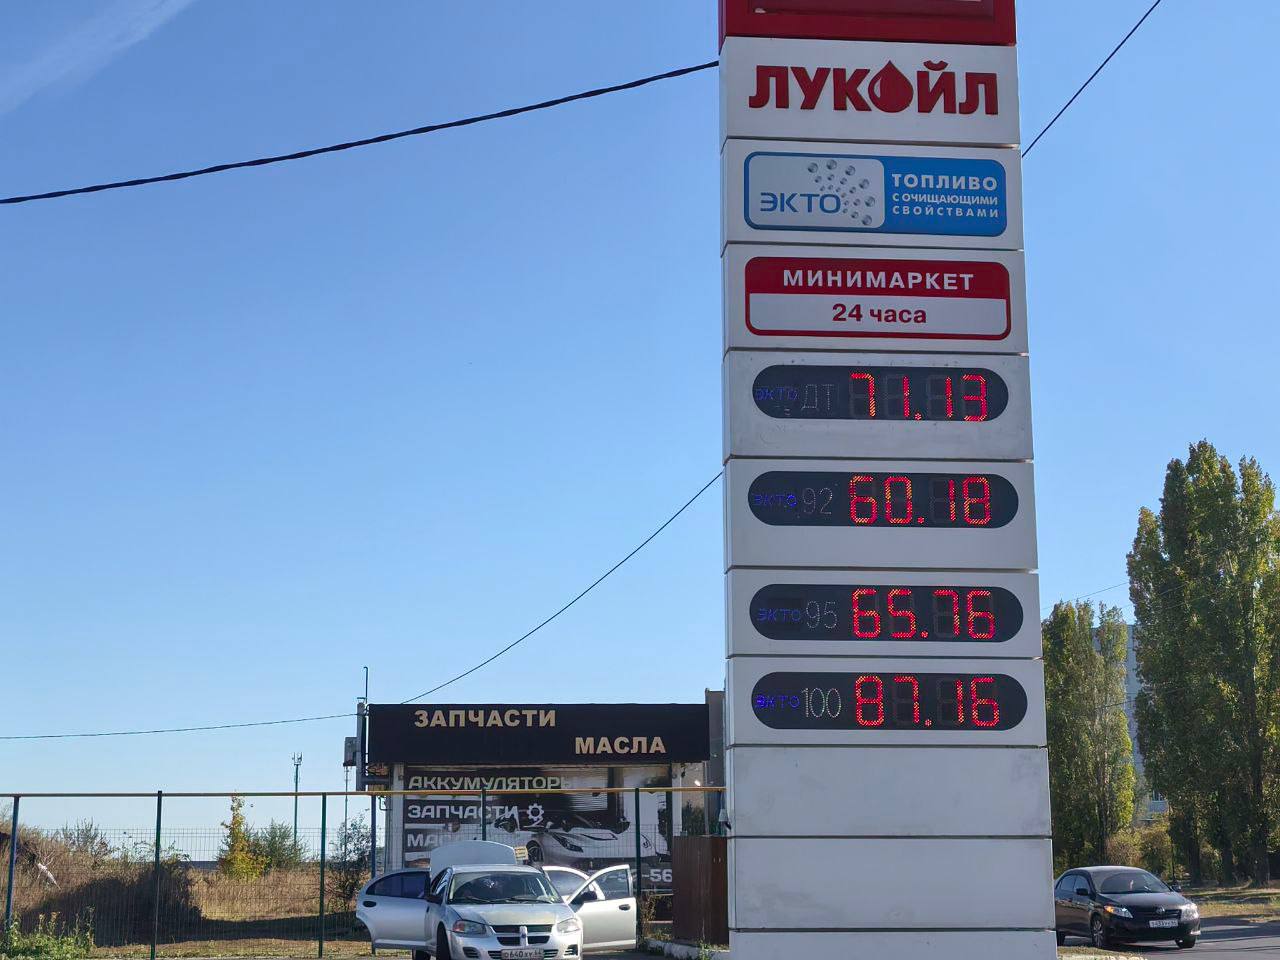 ЛУКОЙЛ
ЭКТО
ТОПЛИВО
С ОЧИЩАЮЩИМИ
СВОЙСТВАМИ
МИНИМАРКЕТ
24 часа
ЭКТО ДТ 71.13
ЭКТО 92 60.18
ЭКТО 95 65.76
ЭКТО 100 87.16
ЗАПЧАСТИ
МАСЛА
АККУМУЛЯТОРЫ
ЗАПЧАСТИ